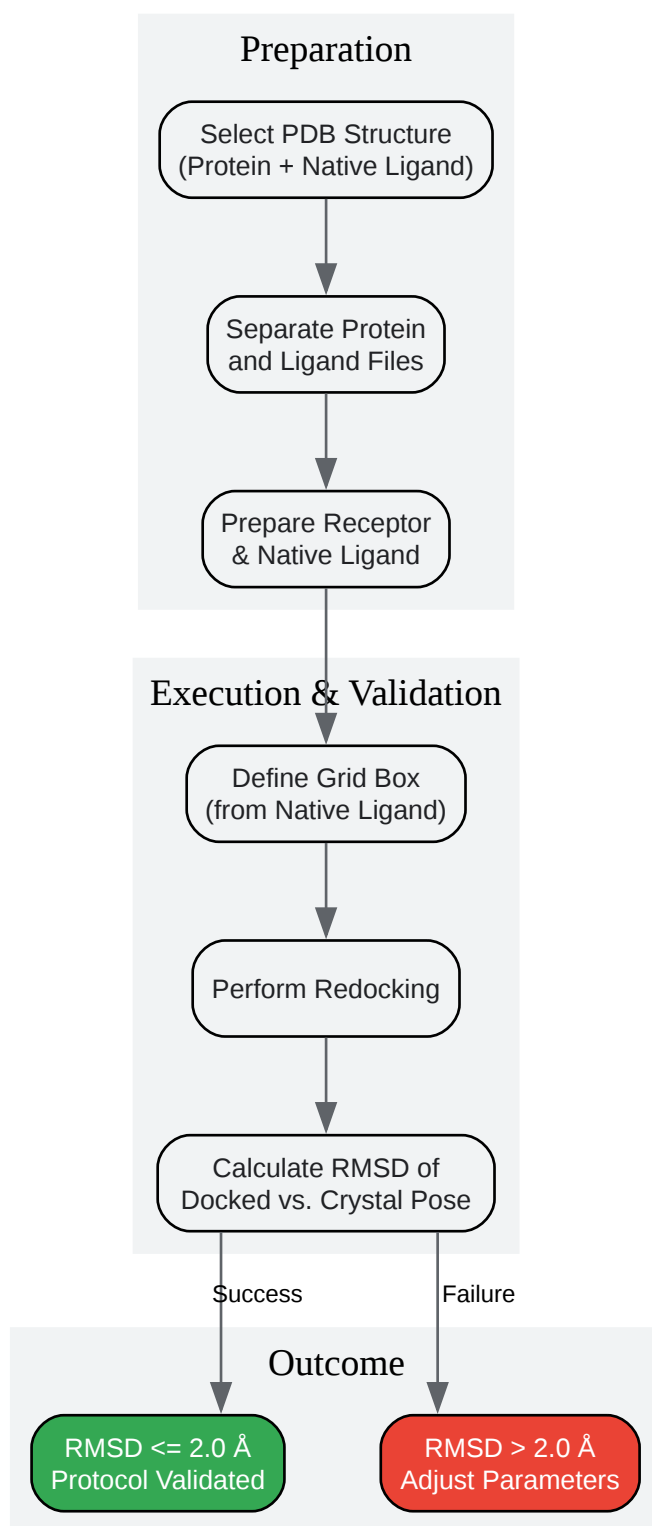 Preparation
Select PDB Structure
(Protein + Native Ligand)
Separate Protein
and Ligand Files
Prepare Receptor
& Native Ligand
Execution & Validation
Define Grid Box
(from Native Ligand)
Perform Redocking
Calculate RMSD of
Docked vs. Crystal Pose
Success
Failure
Outcome
RMSD <= 2.0 Å
Protocol Validated
RMSD > 2.0 Å
Adjust Parameters